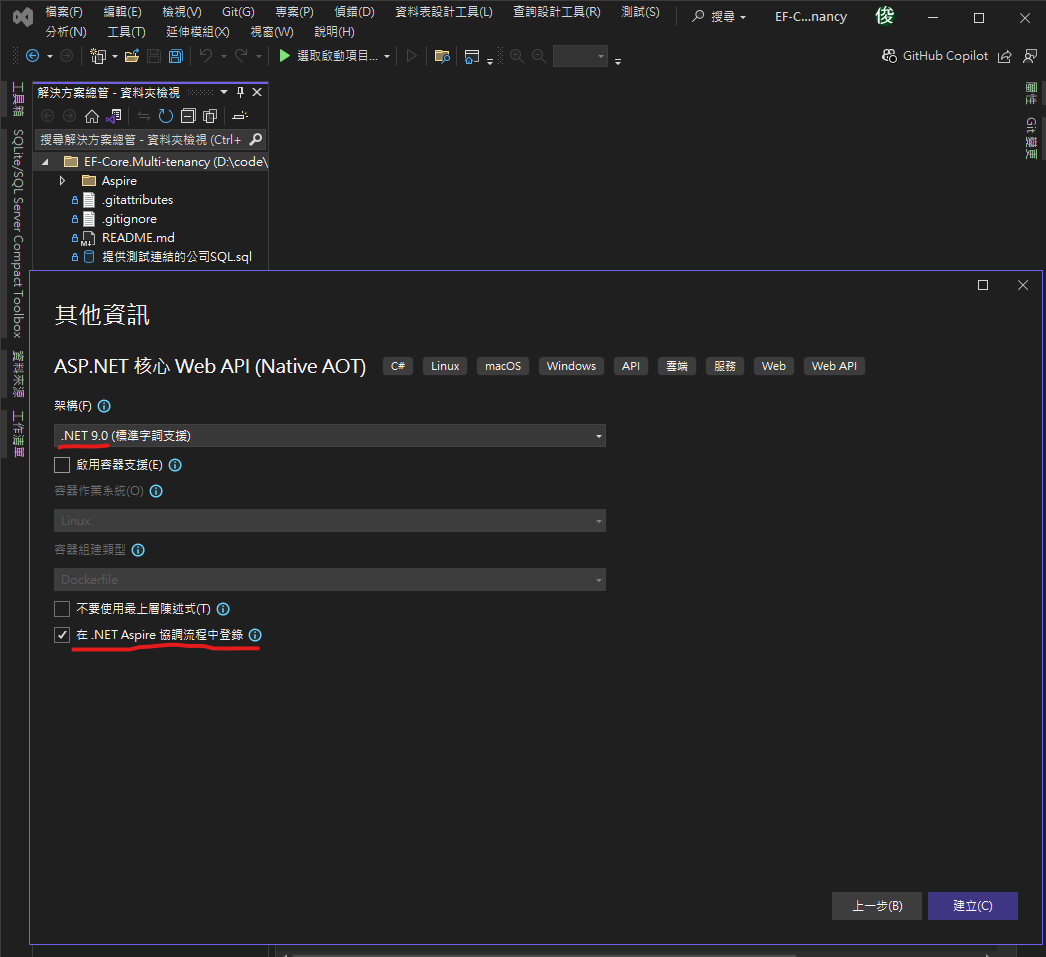 檔案(F) 編輯(E) 檢視(V) Git(G) 專案(P) 偵錯(D) 資料表設計工具(L) 查詢設計工具(R) 測試(S) 搜尋 EF-C...nancy 俊
分析(N) 工具(T) 延伸模組(X) 視窗(W) 說明(H)
選取啟動項目... GitHub Copilot
工具箱
SQLite/SQL Server Compact Toolbox
資料來源
工作清單
解決方案總管 - 資料夾檢視
搜尋解決方案總管 - 資料夾檢視 (Ctrl+
EF-Core.Multi-tenancy (D:\code\
Aspire
.gitattributes
.gitignore
README.md
提供測試連結的公司SQL.sql
屬性
Git 變更
其他資訊
ASP.NET 核心 Web API (Native AOT) C# Linux macOS Windows API 雲端 服務 Web Web API
架構(F)
.NET 9.0 (標準字詞支援)
啟用容器支援(E)
容器作業系統(O)
Linux
容器組建類型
Dockerfile
不要使用最上層陳述式(T)
在 .NET Aspire 協調流程中登錄
上一步(B) 建立(C)